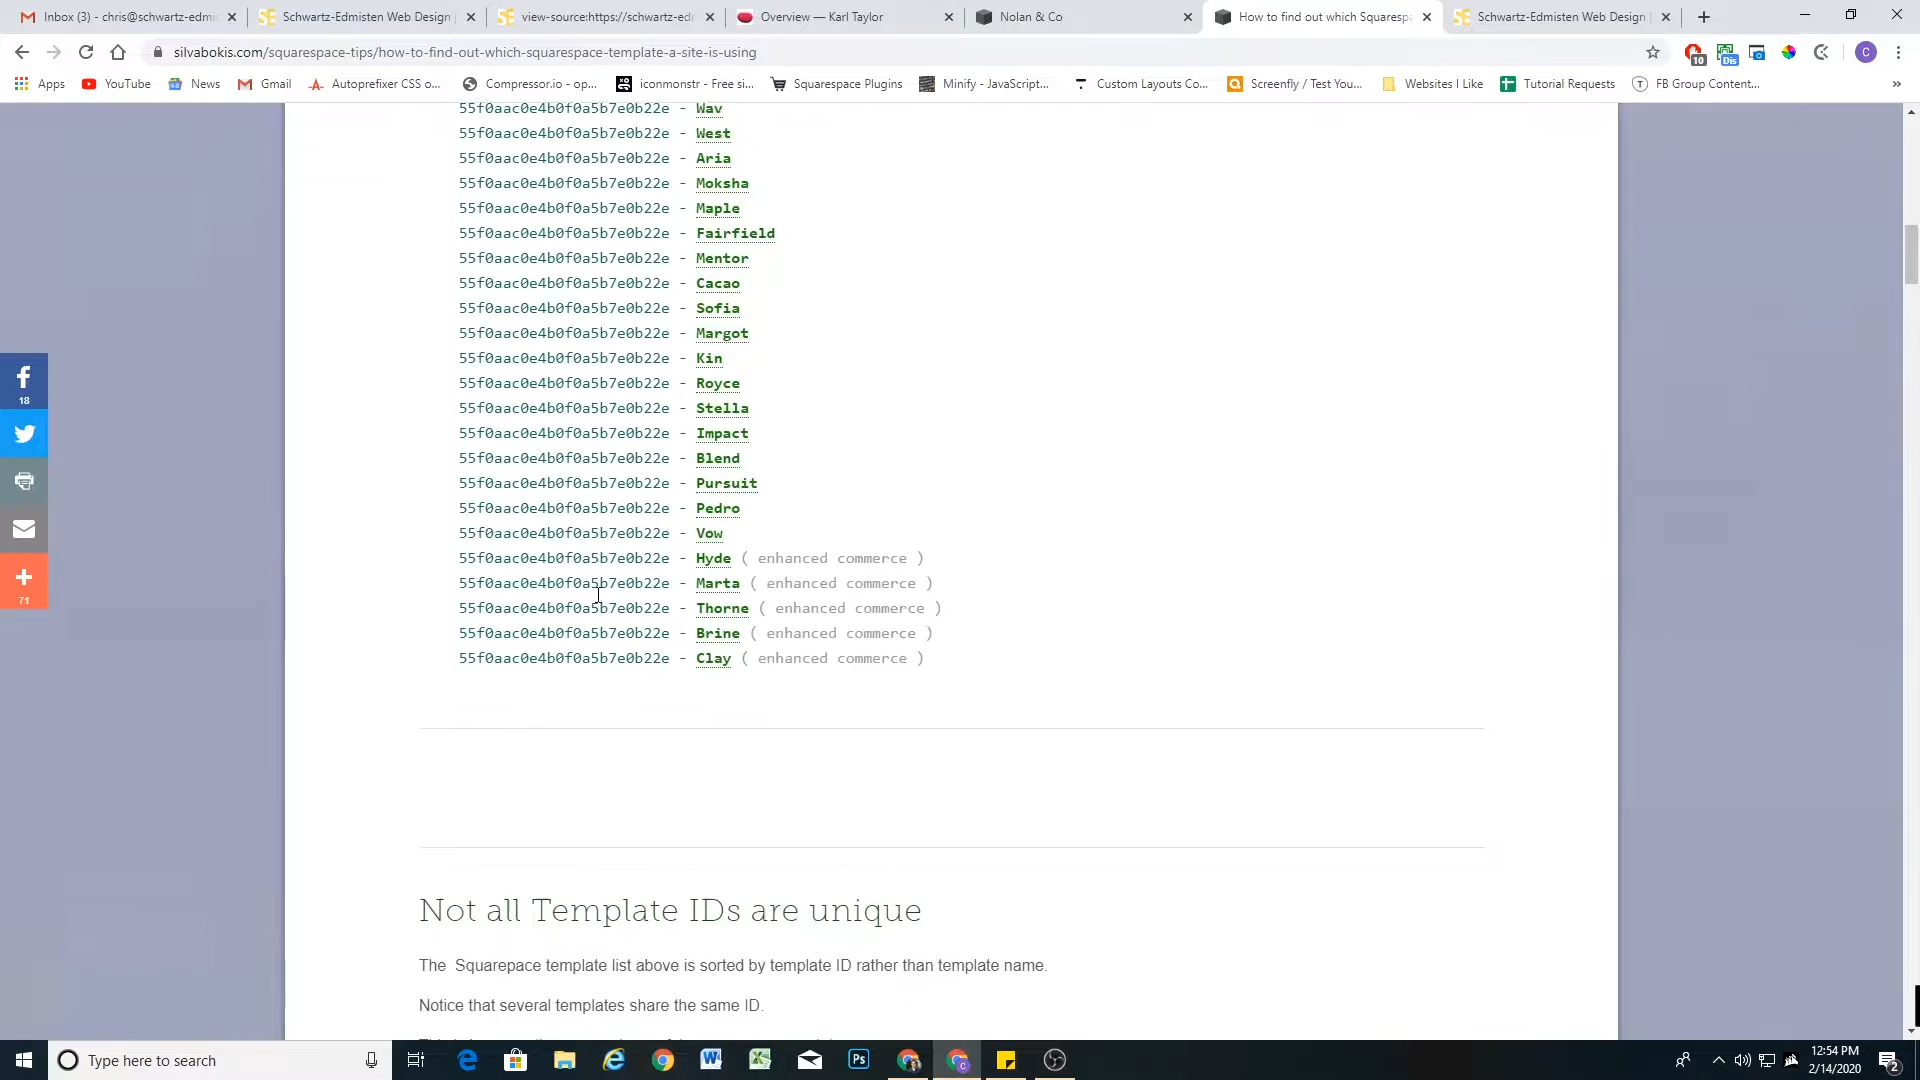 Inbox (3) - chris@schwartz-edmi
Schwartz-Edmisten Web Design |
view-source:https://schwartz-ed
Overview — Karl Taylor
Nolan & Co
How to find out which Squarespa
Schwartz-Edmisten Web Design |
silvabokis.com/squarespace-tips/how-to-find-out-which-squarespace-template-a-site-is-using
10
Dis
C
Apps
YouTube
News
Gmail
Autoprefixer CSS o...
Compressor.io - op...
iconmonstr - Free si...
Squarespace Plugins
Minify - JavaScript...
Custom Layouts Co...
Screenfly / Test You...
Websites I Like
Tutorial Requests
FB Group Content...
»
55f0aac0e4b0f0a5b7e0b22e - Wav
55f0aac0e4b0f0a5b7e0b22e - West
55f0aac0e4b0f0a5b7e0b22e - Aria
55f0aac0e4b0f0a5b7e0b22e - Moksha
55f0aac0e4b0f0a5b7e0b22e - Maple
55f0aac0e4b0f0a5b7e0b22e - Fairfield
55f0aac0e4b0f0a5b7e0b22e - Mentor
55f0aac0e4b0f0a5b7e0b22e - Cacao
55f0aac0e4b0f0a5b7e0b22e - Sofia
55f0aac0e4b0f0a5b7e0b22e - Margot
55f0aac0e4b0f0a5b7e0b22e - Kin
55f0aac0e4b0f0a5b7e0b22e - Royce
55f0aac0e4b0f0a5b7e0b22e - Stella
55f0aac0e4b0f0a5b7e0b22e - Impact
55f0aac0e4b0f0a5b7e0b22e - Blend
55f0aac0e4b0f0a5b7e0b22e - Pursuit
55f0aac0e4b0f0a5b7e0b22e - Pedro
55f0aac0e4b0f0a5b7e0b22e - Vow
55f0aac0e4b0f0a5b7e0b22e - Hyde ( enhanced commerce )
55f0aac0e4b0f0a5b7e0b22e - Marta ( enhanced commerce )
55f0aac0e4b0f0a5b7e0b22e - Thorne ( enhanced commerce )
55f0aac0e4b0f0a5b7e0b22e - Brine ( enhanced commerce )
55f0aac0e4b0f0a5b7e0b22e - Clay ( enhanced commerce )
18
71
Not all Template IDs are unique
The Squarepace template list above is sorted by template ID rather than template name.
Notice that several templates share the same ID.
Type here to search
12:54 PM
2/14/2020
2